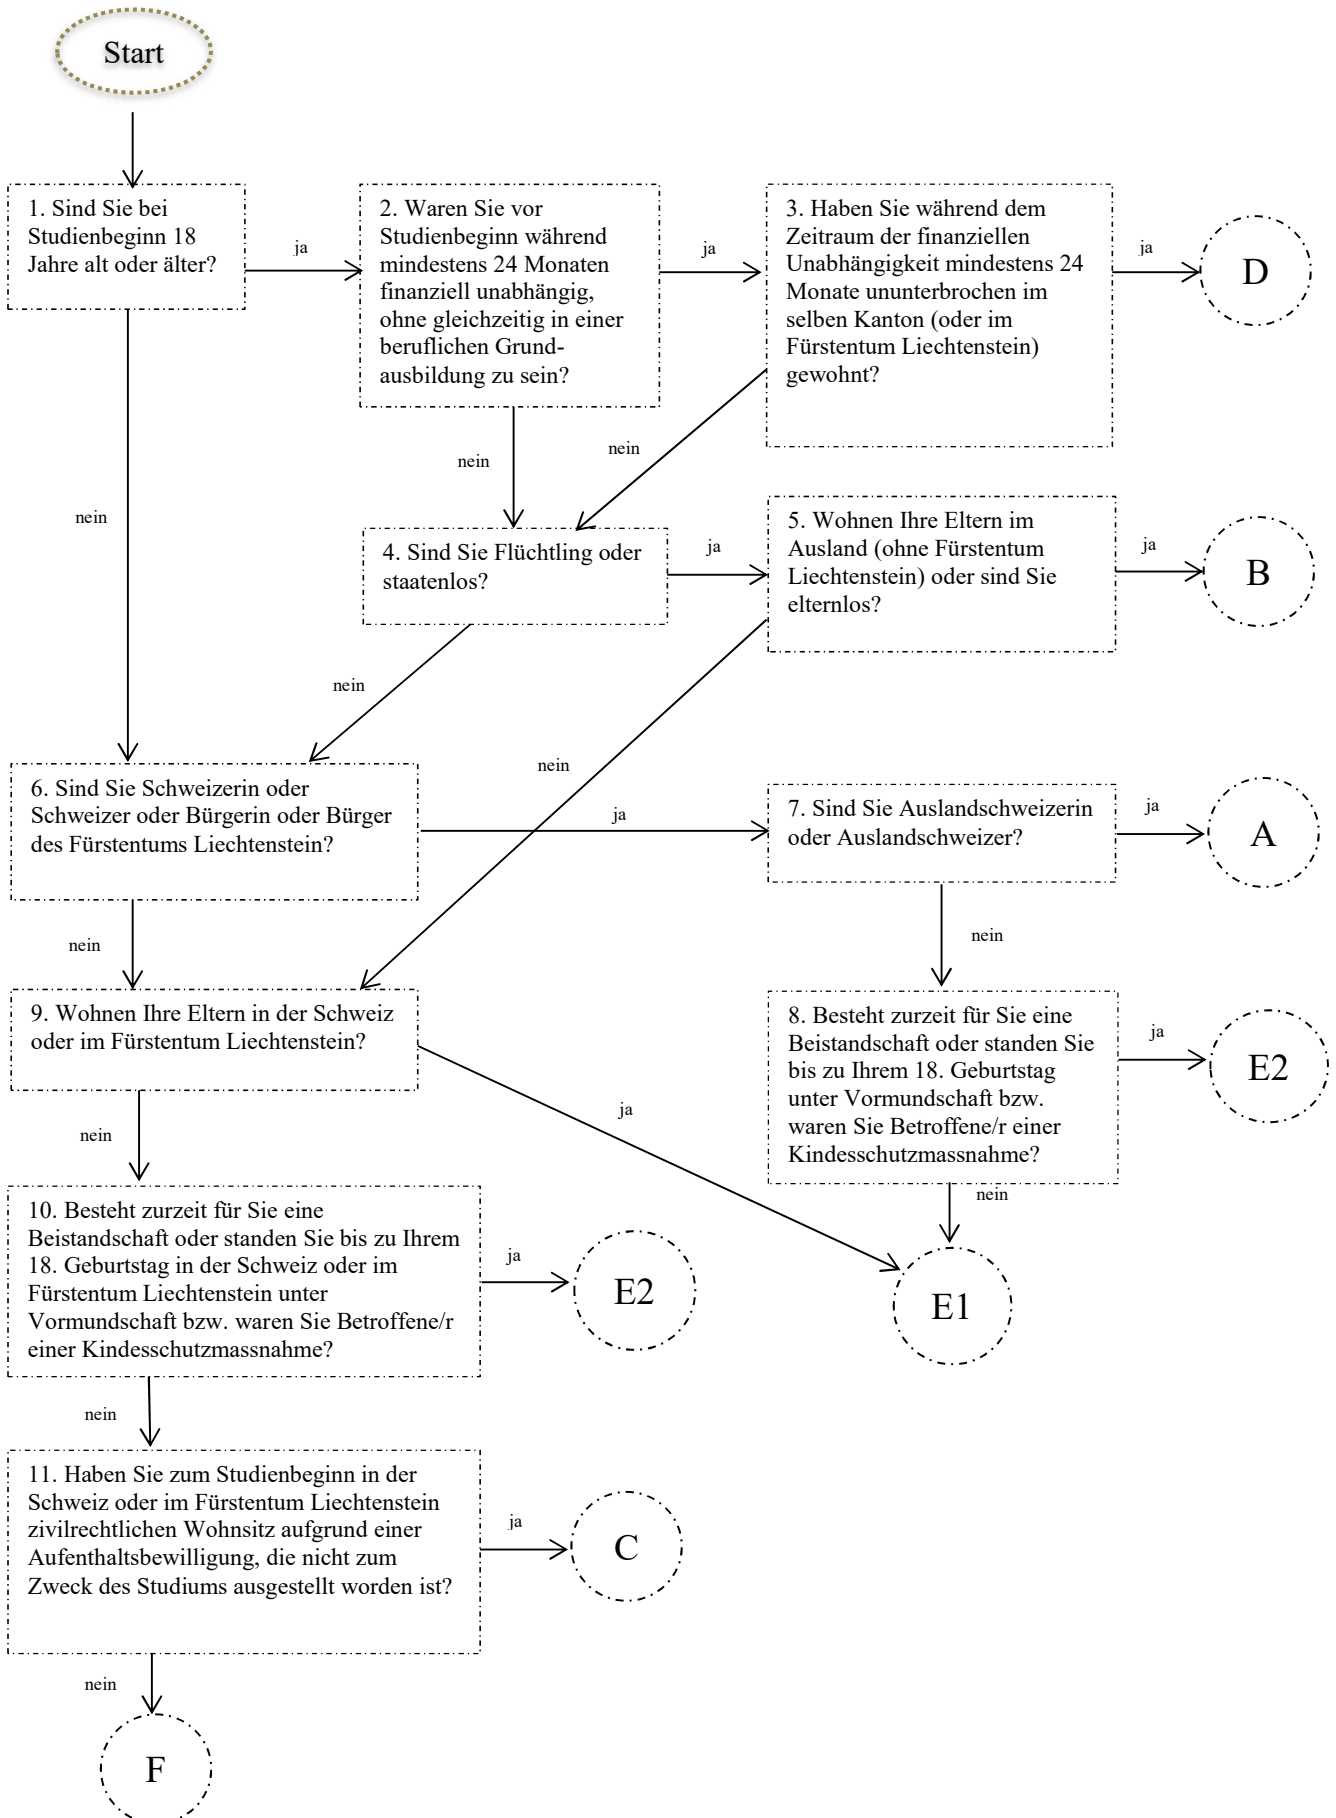 Start
1. Sind Sie bei
Studienbeginn 18
Jahre alt oder älter?
ja
2. Waren Sie vor
Studienbeginn während
mindestens 24 Monaten
finanziell unabhängig,
ohne gleichzeitig in einer
beruflichen Grund-
ausbildung zu sein?
ja
3. Haben Sie während dem
Zeitraum der finanziellen
Unabhängigkeit mindestens 24
Monate ununterbrochen im
selben Kanton (oder im
Fürstentum Liechtenstein)
gewohnt?
ja
D
nein
nein
nein
4. Sind Sie Flüchtling oder
staatenlos?
ja
5. Wohnen Ihre Eltern im
Ausland (ohne Fürstentum
Liechtenstein) oder sind Sie
elternlos?
ja
B
nein
nein
6. Sind Sie Schweizerin oder
Schweizer oder Bürgerin oder Bürger
des Fürstentums Liechtenstein?
ja
7. Sind Sie Auslandschweizerin
oder Auslandschweizer?
ja
A
nein
nein
9. Wohnen Ihre Eltern in der Schweiz
oder im Fürstentum Liechtenstein?
ja
8. Besteht zurzeit für Sie eine
Beistandschaft oder standen Sie
bis zu Ihrem 18. Geburtstag
unter Vormundschaft bzw.
waren Sie Betroffene/r einer
Kindesschutzmassnahme?
ja
E2
nein
nein
10. Besteht zurzeit für Sie eine
Beistandschaft oder standen Sie bis zu Ihrem
18. Geburtstag in der Schweiz oder im
Fürstentum Liechtenstein unter
Vormundschaft bzw. waren Sie Betroffene/r
einer Kindesschutzmassnahme?
ja
E2
E1
nein
11. Haben Sie zum Studienbeginn in der
Schweiz oder im Fürstentum Liechtenstein
zivilrechtlichen Wohnsitz aufgrund einer
Aufenthaltsbewilligung, die nicht zum
Zweck des Studiums ausgestellt worden ist?
ja
C
nein
F